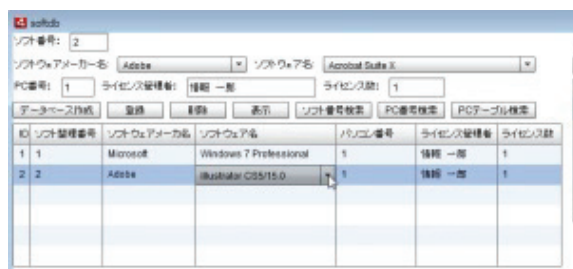 softdb
ソフト番号: 2
ソフトウェアメーカー名: Adobe ソフトウェア名: Acrobat Suite X
PC番号: 1 ライセンス管理者: 情報 一郎 ライセンス数: 1
データベース作成 登録 削除 表示 ソフト番号検索 PC番号検索 PCテーブル検索
ID ソフト整理番号 ソフトウェアメーカ名 ソフトウェア名 パソコン番号 ライセンス管理者 ライセンス数
1 1 Microsoft Windows 7 Professional 1 情報 一郎 1
2 2 Adobe Illustrator CS5/15.0 1 情報 一郎 1